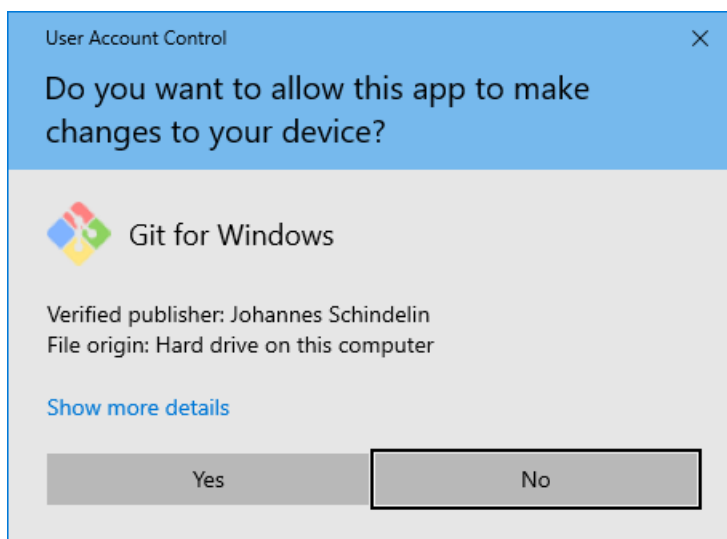 User Account Control
Do you want to allow this app to make
changes to your device?
Git for Windows
Verified publisher: Johannes Schindelin
File origin: Hard drive on this computer
Show more details
Yes
No